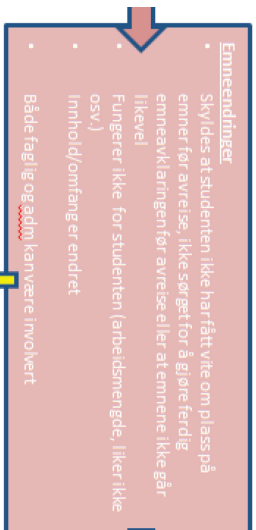 Emneendringer
• Skyldes at studenten ikke har fått vite om plass på
emner før avreise, ikke sørget for å gjøre ferdig
emneavklaringen før avreise eller at emnene ikke går
likevel
• Fungerer ikke for studenten (arbeidsmengde, liker ikke
osv.)
• Innhold/omfang er endret
• Både faglig og adm kan være involvert